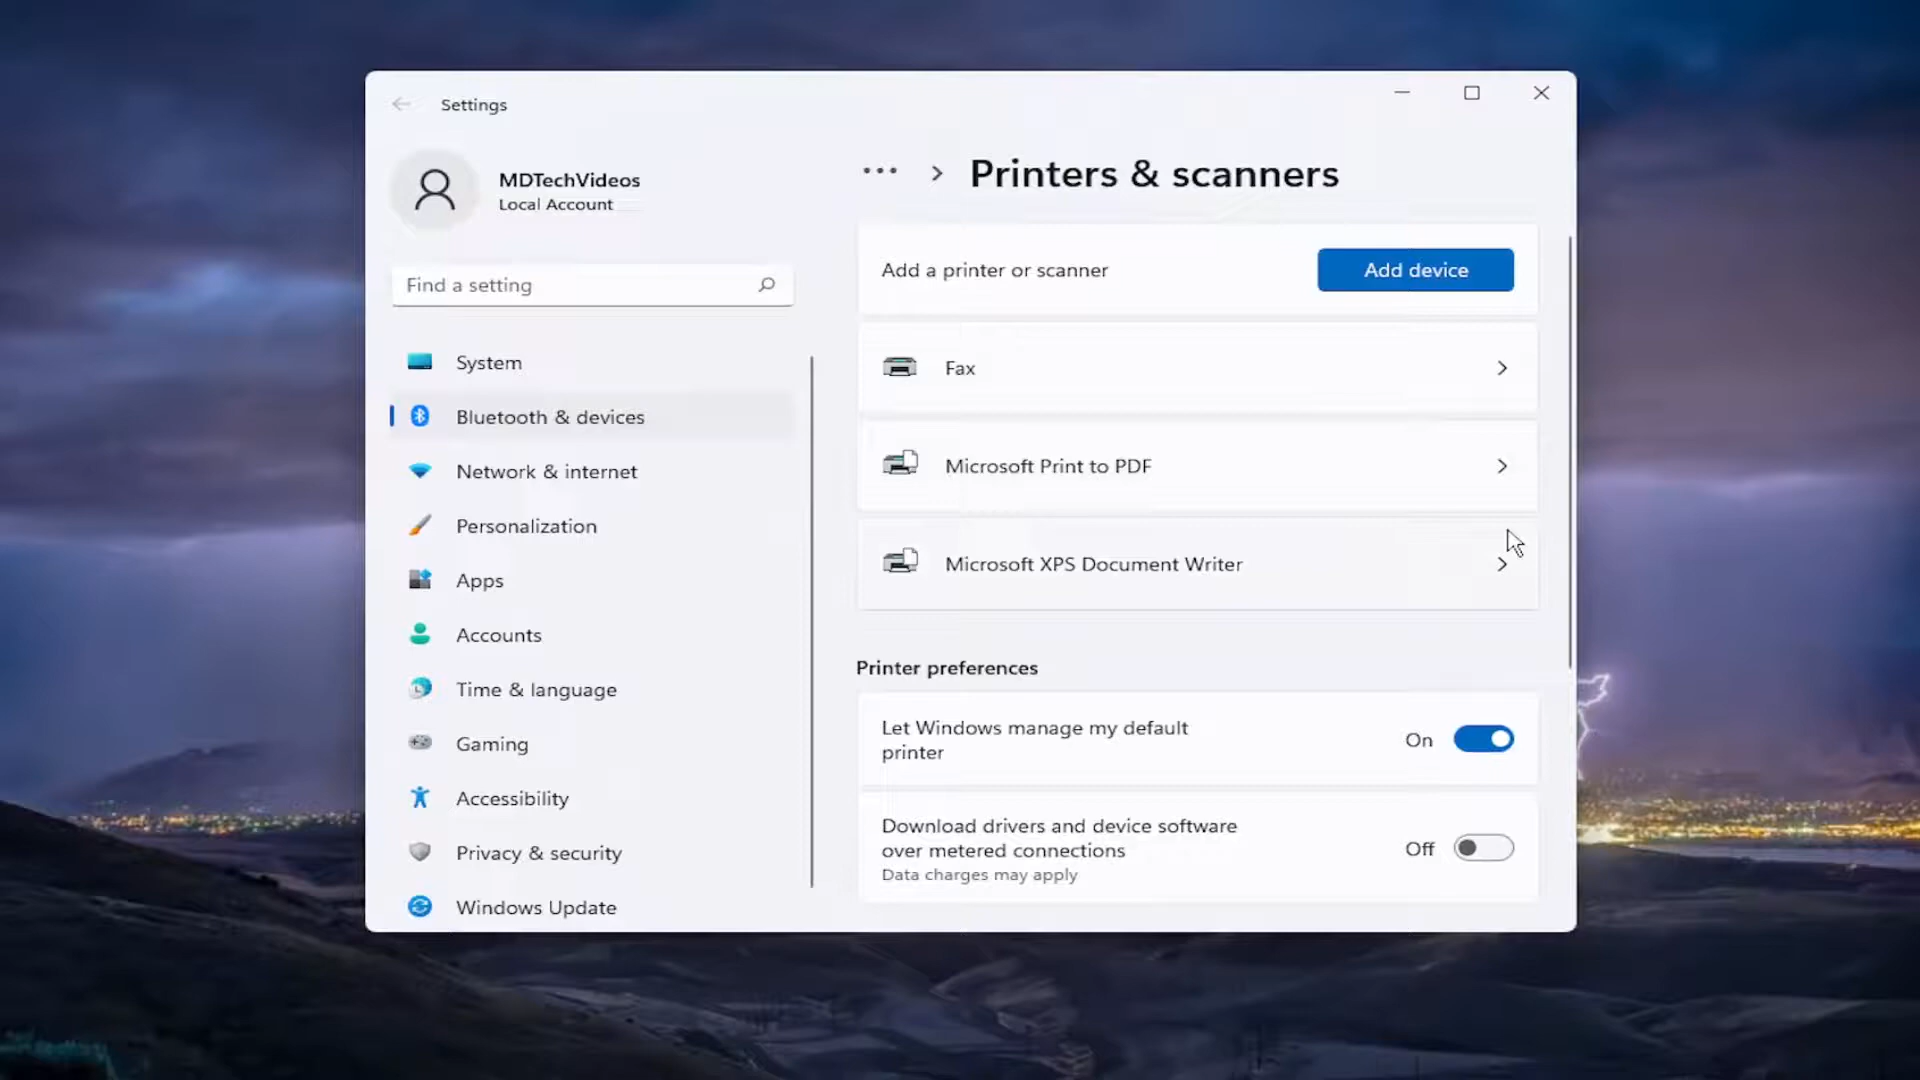 Settings
MDTechVideos
Local Account
Find a setting
System
Bluetooth & devices
Network & internet
Personalization
Apps
Accounts
Time & language
Gaming
Accessibility
Privacy & security
Windows Update
Printers & scanners
Add a printer or scanner
Add device
Fax
Microsoft Print to PDF
Microsoft XPS Document Writer
Printer preferences
Let Windows manage my default
printer
On
Download drivers and device software
over metered connections
Data charges may apply
Off